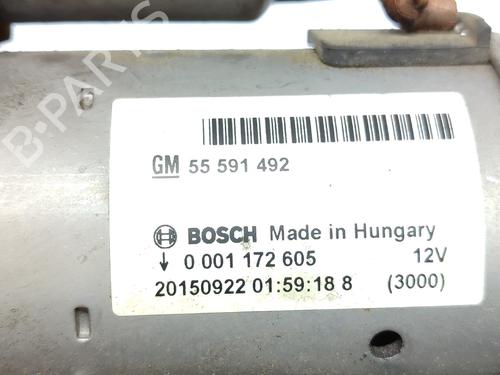 B-PARTS
GM 55 591 492
BOSCH Made in Hungary
0 001 172 605 12V
20150922 01:59:18 8 (3000)